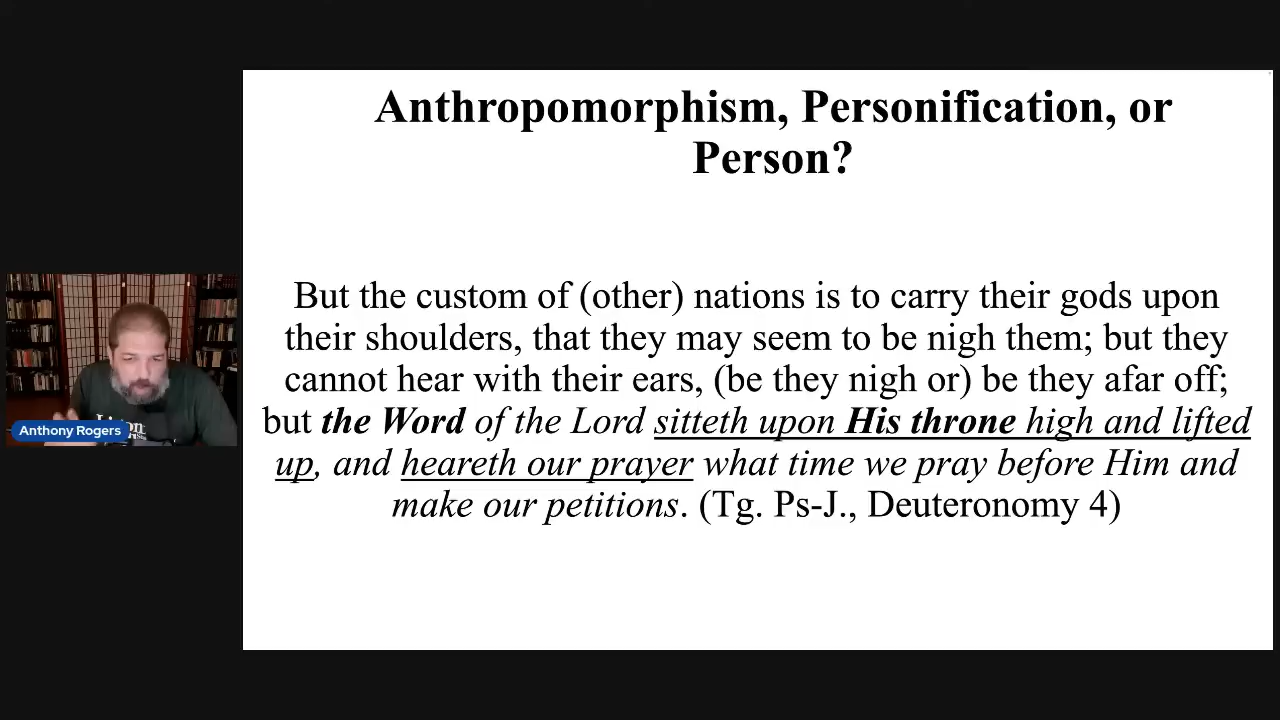 Anthropomorphism, Personification, or
Person?
But the custom of (other) nations is to carry their gods upon
their shoulders, that they may seem to be nigh them; but they
cannot hear with their ears, (be they nigh or) be they afar off;
but the Word of the Lord sitteth upon His throne high and lifted
up, and heareth our prayer what time we pray before Him and
make our petitions. (Tg. Ps-J., Deuteronomy 4)
Anthony Rogers